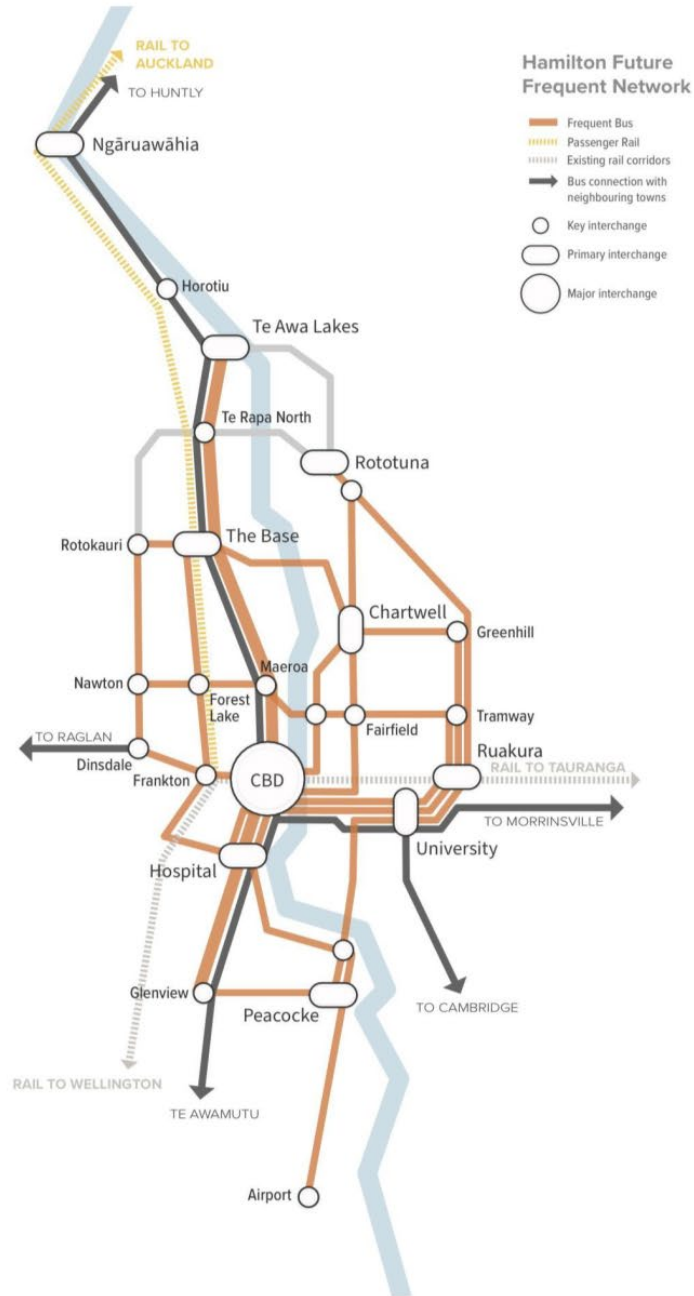 RAIL TO
AUCKLAND
TO HUNTLY
Hamilton Future
Frequent Network
Frequent Bus
Passenger Rail
Existing rail corridors
Bus connection with
neighbouring towns
Key interchange
Primary interchange
Major interchange
Ngāruawāhia
Horotiu
Te Awa Lakes
Te Rapa North
Rototuna
The Base
Rotokauri
Chartwell
Greenhill
Maeroa
Nawton
Forest
Lake
Fairfield
Tramway
TO RAGLAN
Dinsdale
Ruakura
Frankton
CBD
RAIL TO TAURANGA
TO MORRINSVILLE
University
Hospital
Glenview
Peacocke
TO CAMBRIDGE
RAIL TO WELLINGTON
TE AWAMUTU
Airport